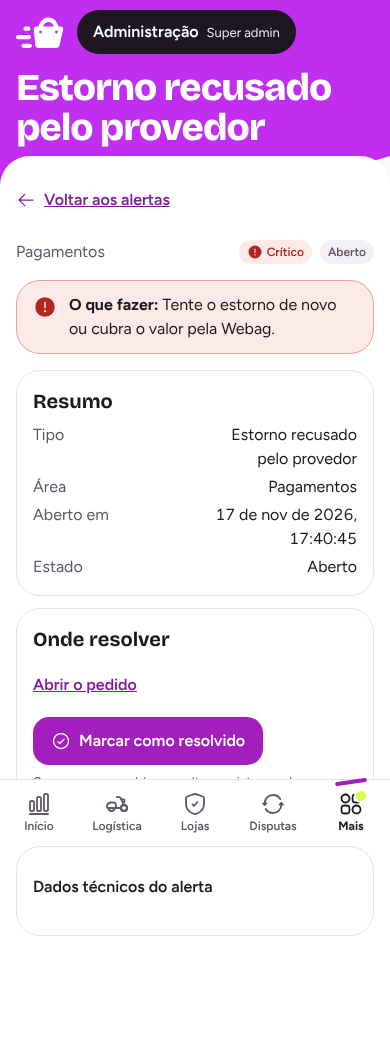 Administração Super admin
Estorno recusado
pelo provedor
Voltar aos alertas
Pagamentos
Crítico
Aberto
O que fazer: Tente o estorno de novo
ou cubra o valor pela Webag.
Resumo
Tipo
Estorno recusado
pelo provedor
Área
Pagamentos
Aberto em
17 de nov de 2026,
17:40:45
Estado
Aberto
Onde resolver
Abrir o pedido
Marcar como resolvido
Início
Logística
Lojas
Disputas
Mais
Dados técnicos do alerta